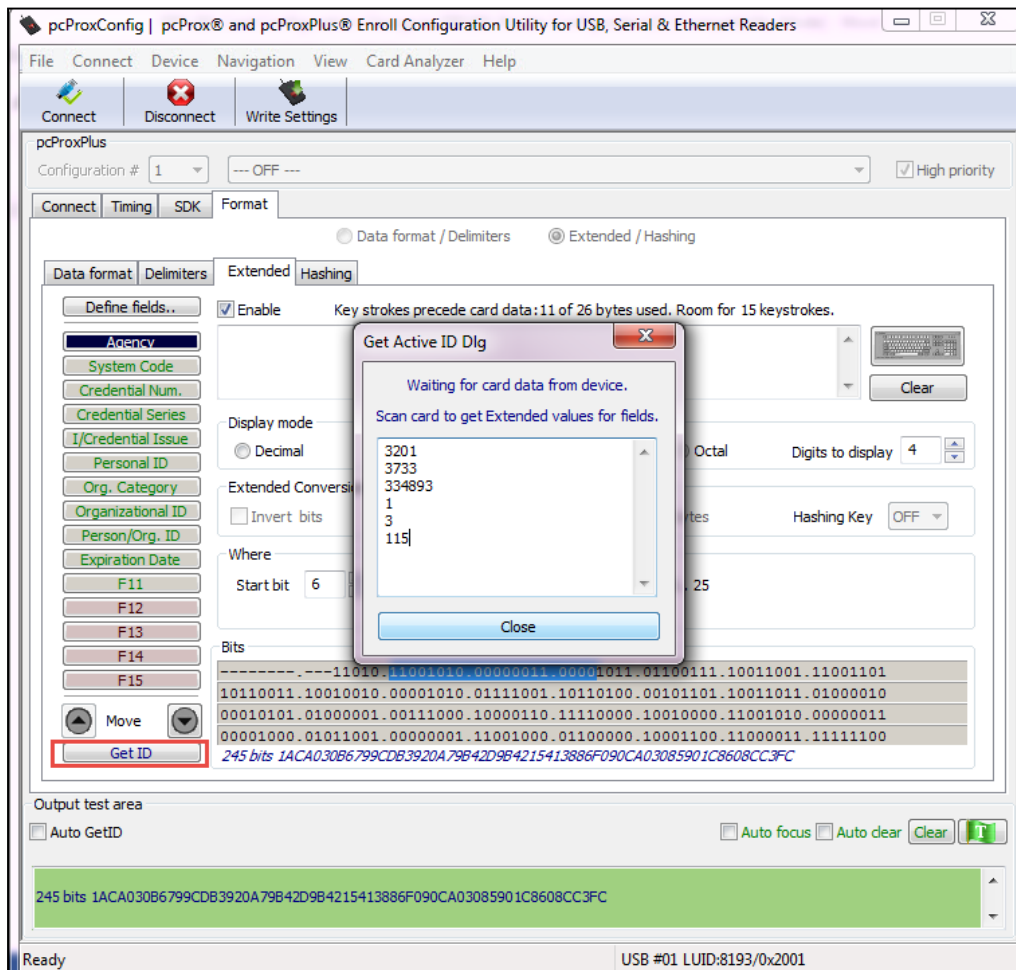 pcProxConfig | pcProx® and pcProxPlus® Enroll Configuration Utility for USB, Serial & Ethernet Readers
File Connect Device Navigation View Card Analyzer Help
Connect Disconnect Write Settings
pcProxPlus
Configuration # 1 --- OFF --- High priority
Connect Timing SDK Format
Data format / Delimiters Extended / Hashing
Data format Delimiters Extended Hashing
Define fields.. Enable Key strokes precede card data:11 of 26 bytes used. Room for 15 keystrokes.
Agency
System Code
Credential Num.
Credential Series
I/Credential Issue
Personal ID
Org. Category
Organizational ID
Person/Org. ID
Expiration Date
F11
F12
F13
F14
F15
Move
Get ID
Clear
Display mode
Decimal Octal Digits to display 4
Extended Conversi
Invert bits tes Hashing Key OFF
Where
Start bit 6 . 25
Get Active ID Dlg
Waiting for card data from device.
Scan card to get Extended values for fields.
3201
3733
334893
1
3
115
Close
Bits
--------.---11010.11001010.00000011.00001011.01100111.10011001.11001101
10110011.10010010.00001010.01111001.10110100.00101101.10011011.01000010
00010101.01000001.00111000.10000110.11110000.10010000.11001010.00000011
00001000.01011001.00000001.11001000.01100000.10001100.11000011.11111100
245 bits 1ACA030B6799CDB3920A79B42D9B4215413886F090CA03085901C8608CC3FC
Output test area
Auto GetID Auto focus Auto clear Clear T
245 bits 1ACA030B6799CDB3920A79B42D9B4215413886F090CA03085901C8608CC3FC
Ready USB #01 LUID:8193/0x2001